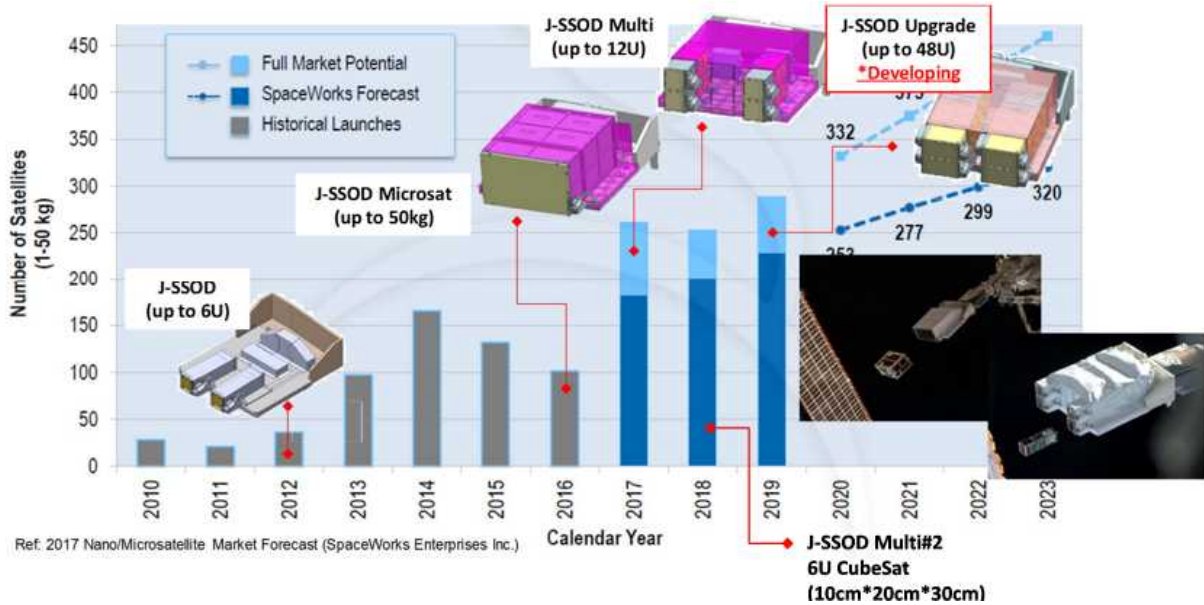 J-SSOD Multi
(up to 12U)
J-SSOD Upgrade
(up to 48U)
*Developing
Full Market Potential
SpaceWorks Forecast
Historical Launches
J-SSOD Microsat
(up to 50kg)
J-SSOD
(up to 6U)
Number of Satellites
(1-50 kg)
450
400
350
300
250
200
150
100
50
0
332
277
299
320
2010
2011
2012
2013
2014
2015
2016
2017
2018
2019
2020
2021
2022
2023
Calendar Year
Ref: 2017 Nano/Microsatellite Market Forecast (SpaceWorks Enterprises Inc.)
J-SSOD Multi#2
6U CubeSat
(10cm*20cm*30cm)